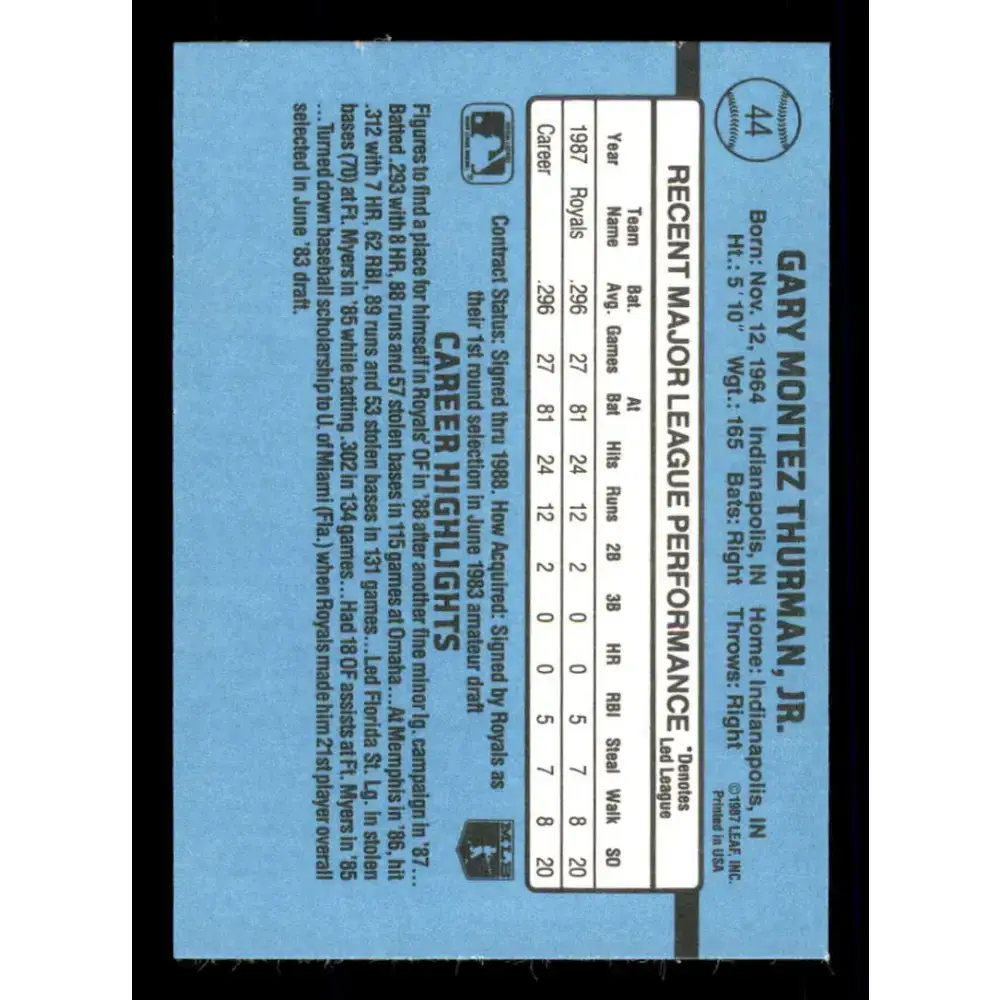 44
GARY MONTEZ THURMAN, JR.
Born: Nov. 12, 1964 Indianapolis, IN Home: Indianapolis, IN
Ht.: 5' 10" Wgt.: 165 Bats: Right Throws: Right
©1987 LEAF, INC.
Printed in USA
RECENT MAJOR LEAGUE PERFORMANCE
*Denotes
Led League
Year Team Name Bat. Avg. Games At Bat Hits Runs 2B 3B HR RBI Steal Walk SO
1987 Royals .296 27 81 24 12 2 0 0 5 7 8 20
Career .296 27 81 24 12 2 0 0 5 7 8 20
Contract Status: Signed thru 1988. How Acquired: Signed by Royals as
their 1st round selection in June 1983 amateur draft
MLB
CAREER HIGHLIGHTS
Figures to find a place for himself in Royals' OF in '88 after another fine minor lg. campaign in '87...
Batted .293 with 8 HR, 88 runs and 57 stolen bases in 115 games at Omaha...At Memphis in '86, hit
.312 with 7 HR, 62 RBI, 89 runs and 53 stolen bases in 131 games...Led Florida St. Lg. in stolen
bases (70) at Ft. Myers in '85 while batting .302 in 134 games...Had 18 OF assists at Ft. Myers in '85
...Turned down baseball scholarship to U. of Miami (Fla.) when Royals made him 21st player overall
selected in June '83 draft.